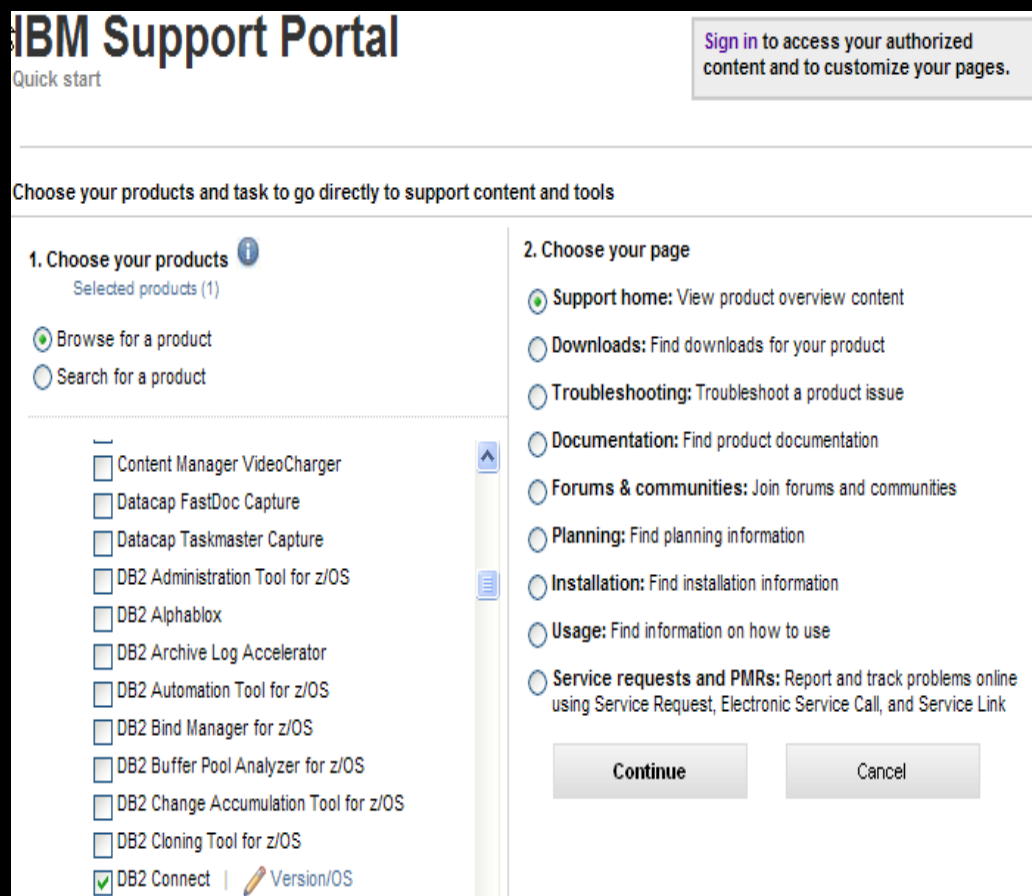 IBM Support Portal
Quick start
Sign in to access your authorized
content and to customize your pages.
Choose your products and task to go directly to support content and tools
1. Choose your products
Selected products (1)
Browse for a product
Search for a product
Content Manager VideoCharger
Datacap FastDoc Capture
Datacap Taskmaster Capture
DB2 Administration Tool for z/OS
DB2 Alphablox
DB2 Archive Log Accelerator
DB2 Automation Tool for z/OS
DB2 Bind Manager for z/OS
DB2 Buffer Pool Analyzer for z/OS
DB2 Change Accumulation Tool for z/OS
DB2 Cloning Tool for z/OS
DB2 Connect | Version/OS
2. Choose your page
Support home: View product overview content
Downloads: Find downloads for your product
Troubleshooting: Troubleshoot a product issue
Documentation: Find product documentation
Forums & communities: Join forums and communities
Planning: Find planning information
Installation: Find installation information
Usage: Find information on how to use
Service requests and PMRs: Report and track problems online
using Service Request, Electronic Service Call, and Service Link
Continue
Cancel